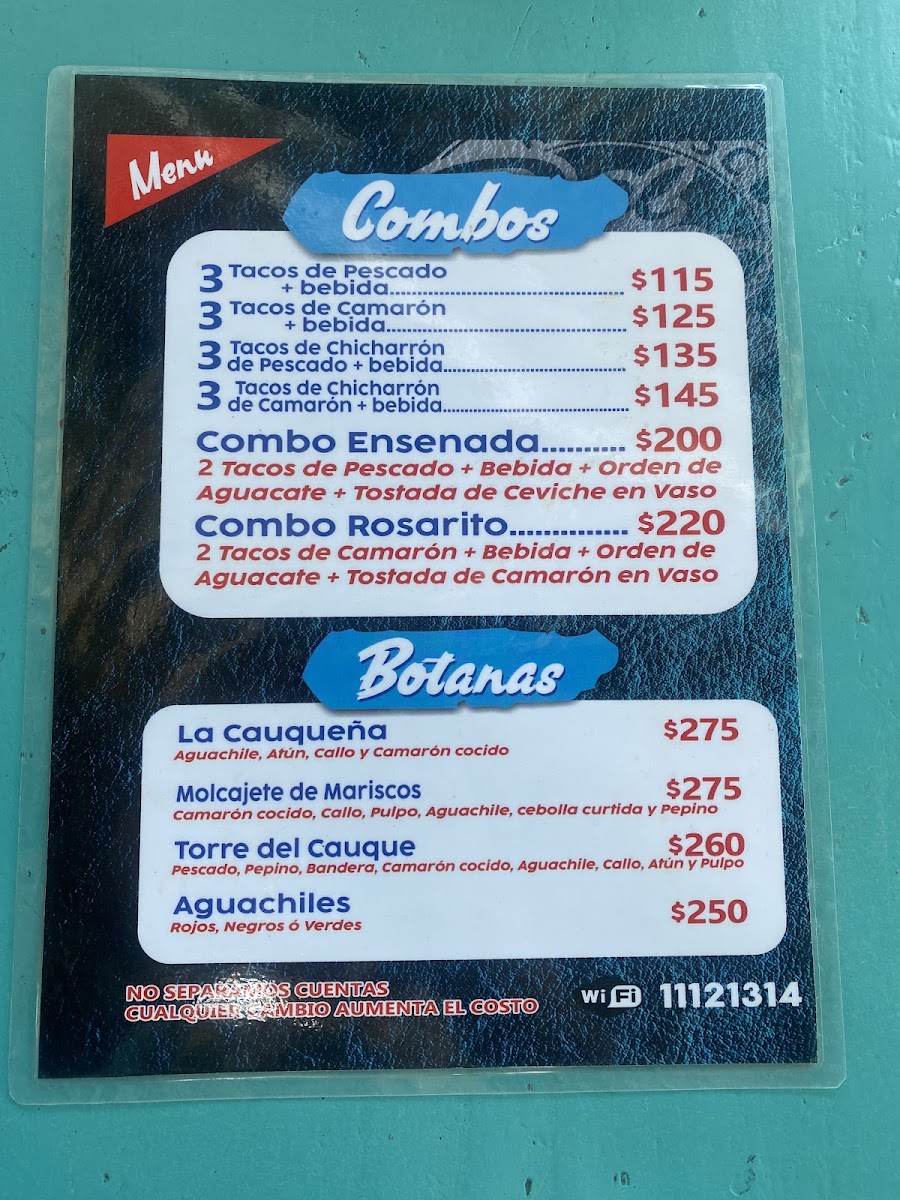 Menu
Combos
3 Tacos de Pescado
+ bebida........................................ $115
3 Tacos de Camarón
+ bebida........................................ $125
3 Tacos de Chicharrón
de Pescado + bebida.............................. $135
3 Tacos de Chicharrón
de Camarón + bebida.............................. $145
Combo Ensenada.......... $200
2 Tacos de Pescado + Bebida + Orden de
Aguacate + Tostada de Ceviche en Vaso
Combo Rosarito.............. $220
2 Tacos de Camarón + Bebida + Orden de
Aguacate + Tostada de Camarón en Vaso
Botanas
La Cauqueña $275
Aguachile, Atún, Callo y Camarón cocido
Molcajete de Mariscos $275
Camarón cocido, Callo, Pulpo, Aguachile, cebolla curtida y Pepino
Torre del Cauque $260
Pescado, Pepino, Bandera, Camarón cocido, Aguachile, Callo, Atún y Pulpo
Aguachiles $250
Rojos, Negros ó Verdes
NO SEPARAMOS CUENTAS
CUALQUIER CAMBIO AUMENTA EL COSTO
Wi Fi 11121314